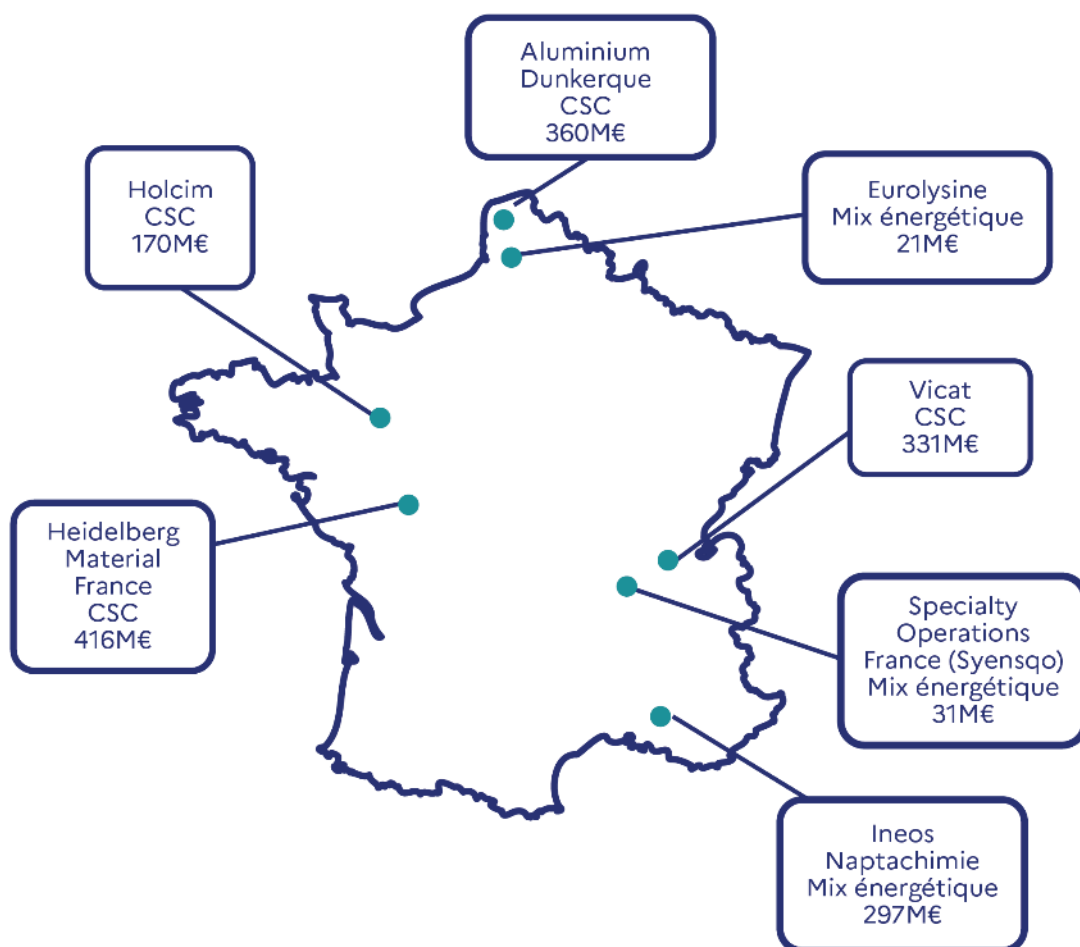 Aluminium
Dunkerque
CSC
360M€
Holcim
CSC
170M€
Eurolysine
Mix énergétique
21M€
Vicat
CSC
331M€
Heidelberg
Material
France
CSC
416M€
Specialty
Operations
France (Syensqo)
Mix énergétique
31M€
Ineos
Naptachimie
Mix énergétique
297M€